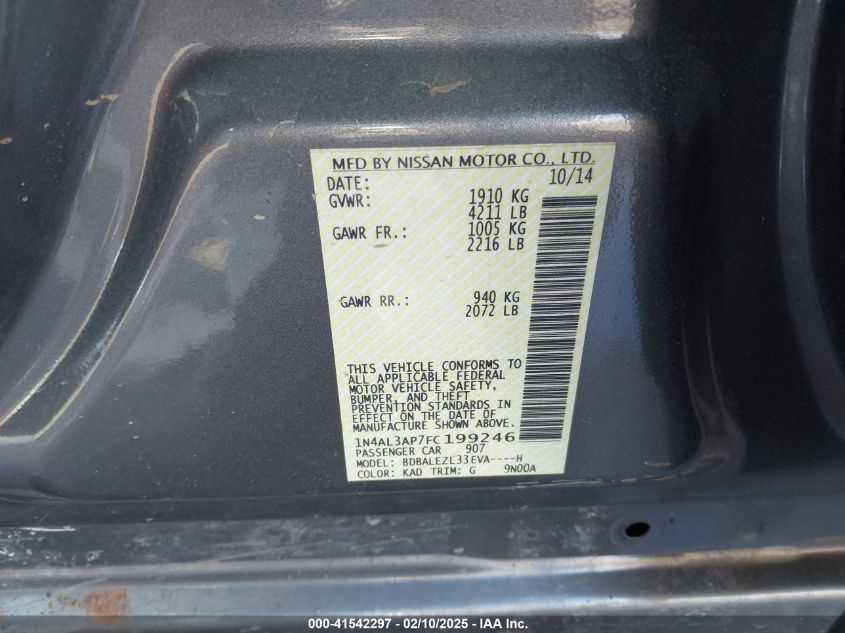 MFD BY NISSAN MOTOR CO., LTD.
DATE: 10/14
GVWR: 1910 KG
4211 LB
GAWR FR.: 1005 KG
2216 LB
GAWR RR.: 940 KG
2072 LB
THIS VEHICLE CONFORMS TO
ALL APPLICABLE FEDERAL
MOTOR VEHICLE SAFETY,
BUMPER, AND THEFT
PREVENTION STANDARDS IN
EFFECT ON THE DATE OF
MANUFACTURE SHOWN ABOVE.
1N4AL3AP7FC199246
PASSENGER CAR 907
MODEL: BDBALEZL33EVA----H
COLOR: KAD TRIM: G 9N00A
000-41542297 - 02/10/2025 - IAA Inc.